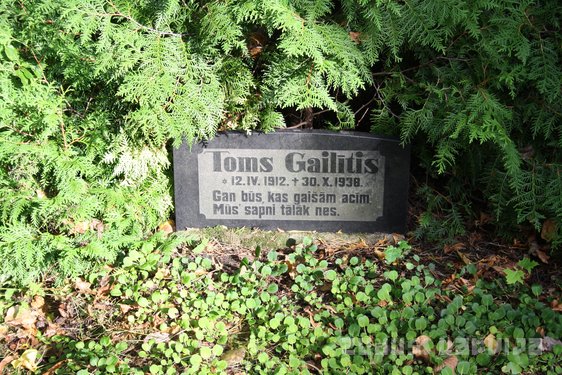 Toms Gailītis
* 12.IV.1912. + 30.X.1938.
Gan būs, kas gaišām acīm
Mūs' sapņi tālāk nes.